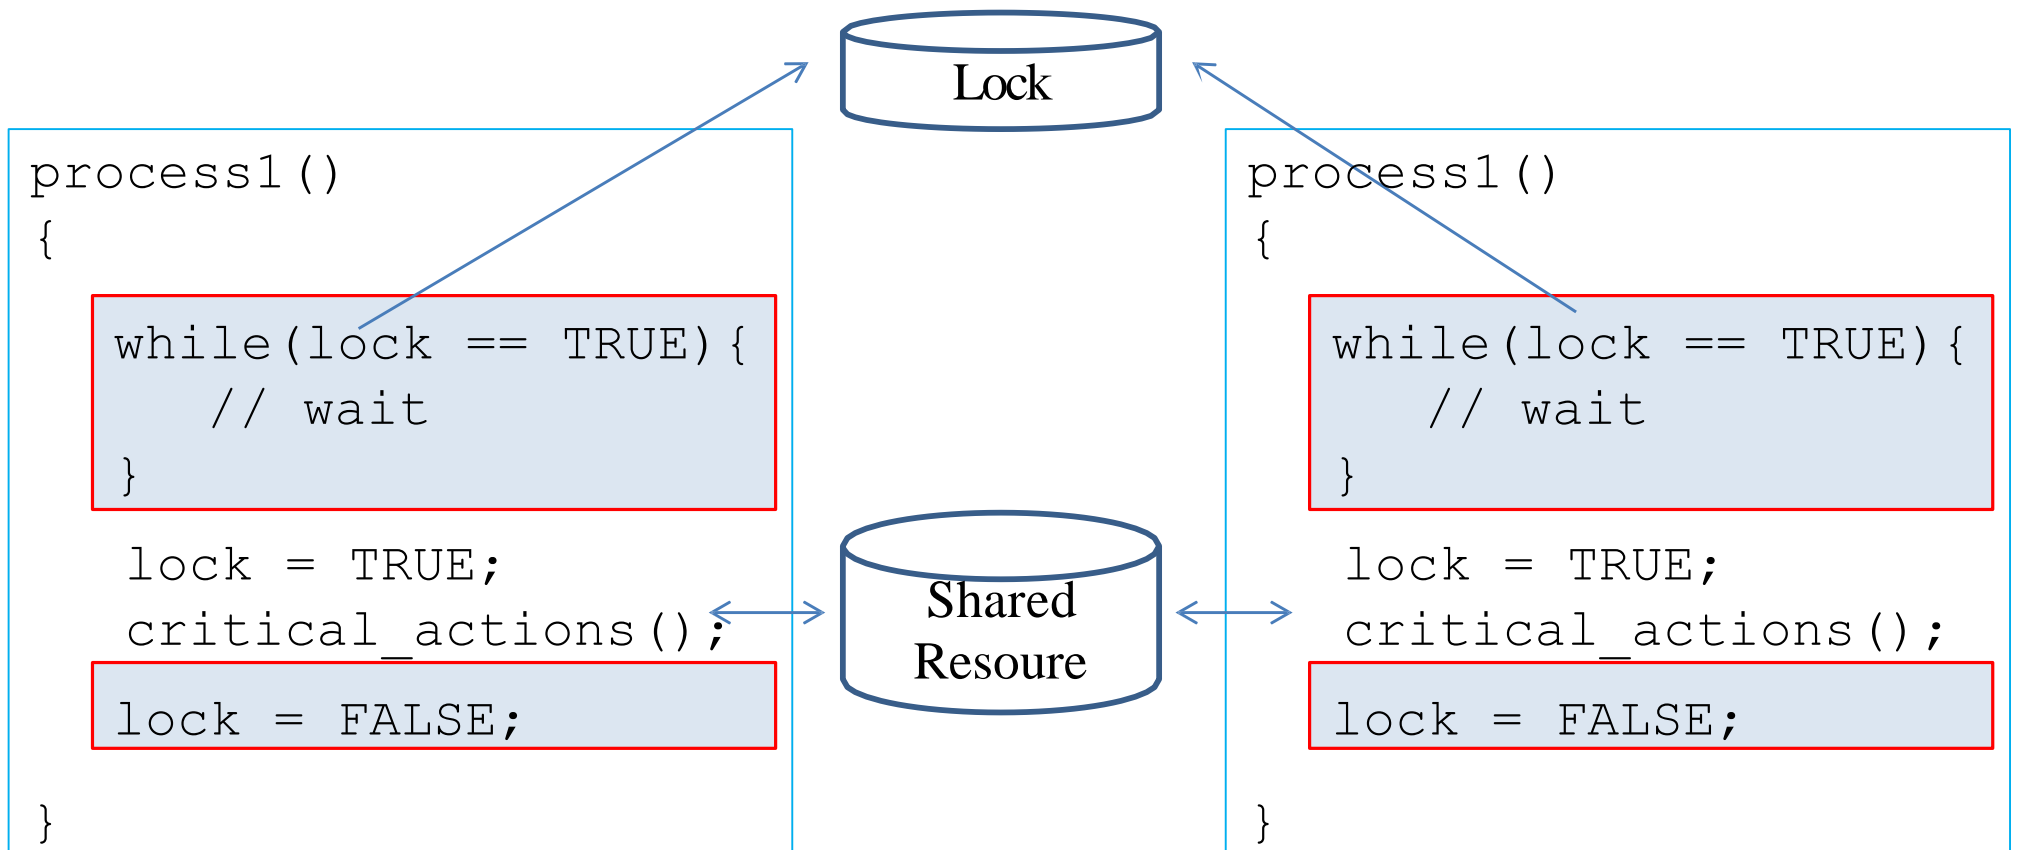 Lock
process1()
{
while(lock == TRUE){
// wait
}
lock = TRUE;
critical_actions();
lock = FALSE;
}
Shared
Resoure
process1()
{
while(lock == TRUE){
// wait
}
lock = TRUE;
critical_actions();
lock = FALSE;
}